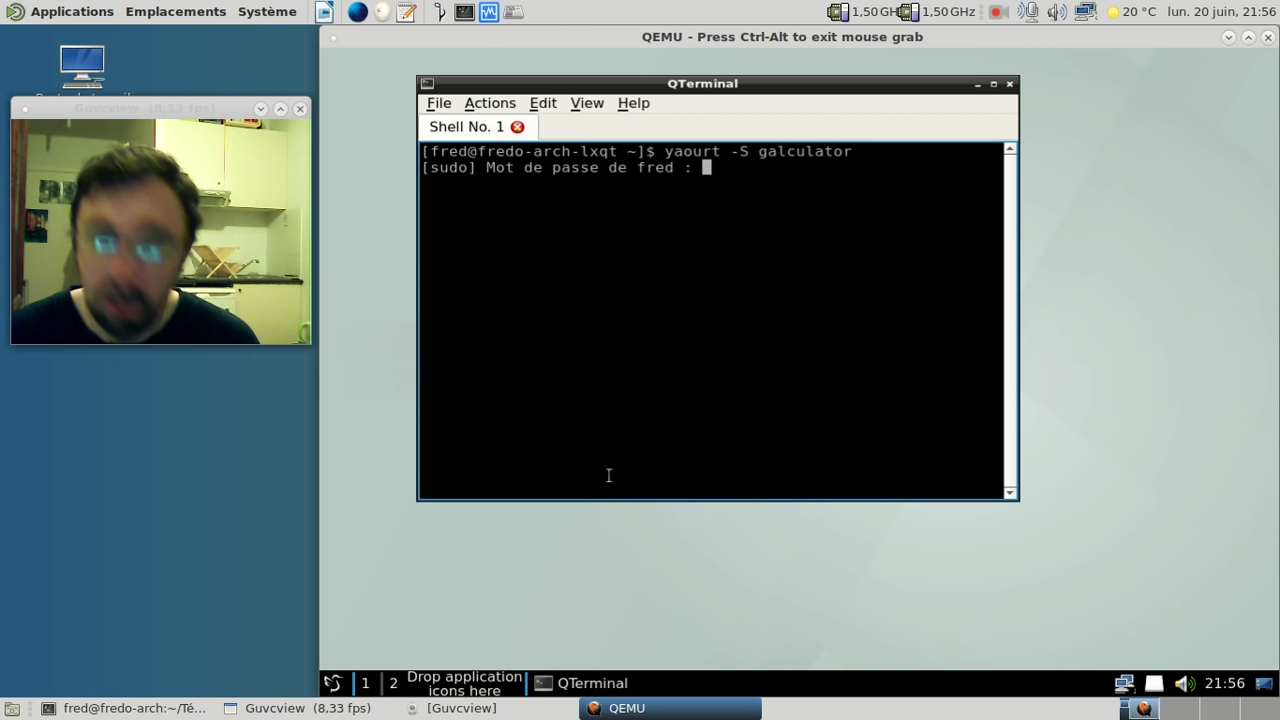 Applications Emplacements Système 1,50 GH 1,50 GHz 20 °C lun. 20 juin, 21:56
QEMU - Press Ctrl-Alt to exit mouse grab
Guvcview (8,33 fps)
QTerminal
File Actions Edit View Help
Shell No. 1
[fred@fredo-arch-lxqt ~]$ yaourt -S galculator
[sudo] Mot de passe de fred :
1 2 Drop application
icons here
QTerminal 21:56
fred@fredo-arch:~/Té... Guvcview (8,33 fps) [Guvcview] QEMU